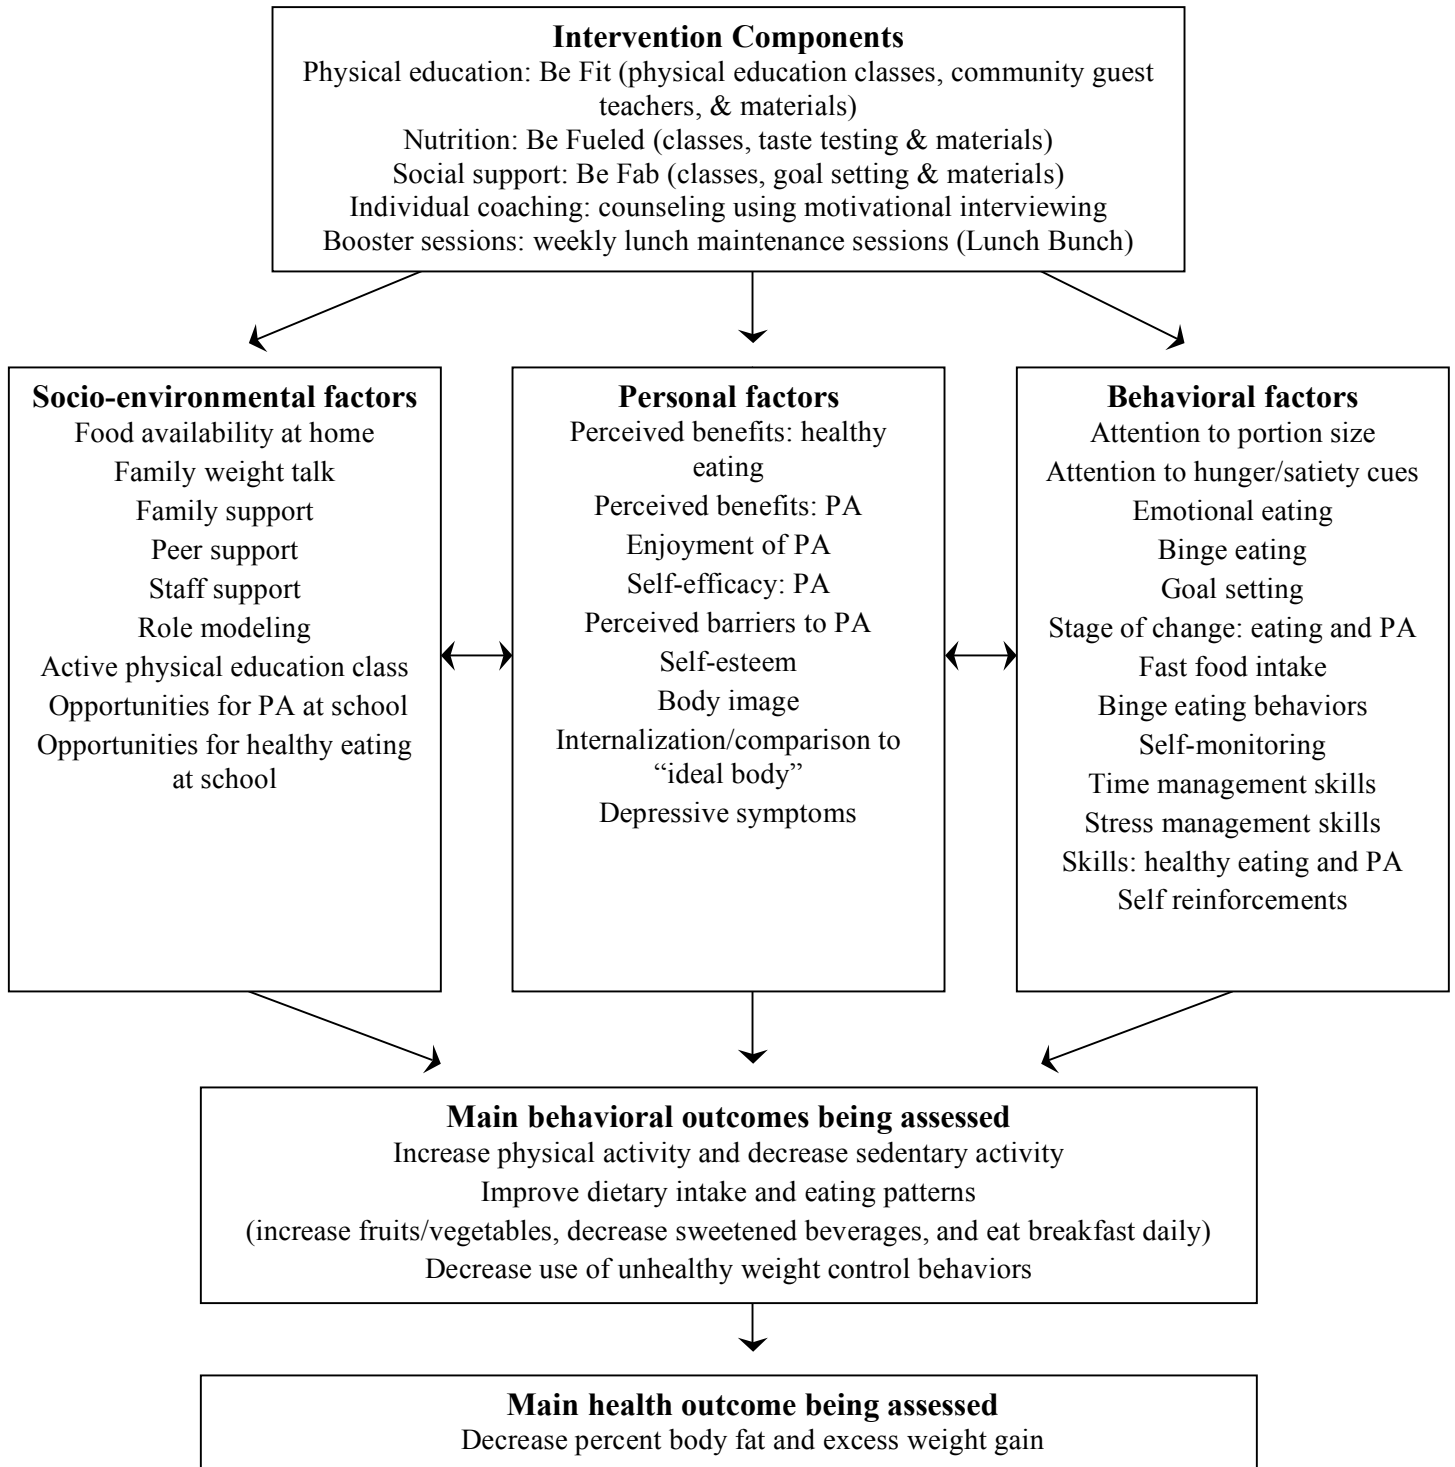 Intervention Components
Physical education: Be Fit (physical education classes, community guest
teachers, & materials)
Nutrition: Be Fueled (classes, taste testing & materials)
Social support: Be Fab (classes, goal setting & materials)
Individual coaching: counseling using motivational interviewing
Booster sessions: weekly lunch maintenance sessions (Lunch Bunch)
Socio-environmental factors
Food availability at home
Family weight talk
Family support
Peer support
Staff support
Role modeling
Active physical education class
Opportunities for PA at school
Opportunities for healthy eating
at school
Personal factors
Perceived benefits: healthy
eating
Perceived benefits: PA
Enjoyment of PA
Self-efficacy: PA
Perceived barriers to PA
Self-esteem
Body image
Internalization/comparison to
“ideal body”
Depressive symptoms
Behavioral factors
Attention to portion size
Attention to hunger/satiety cues
Emotional eating
Binge eating
Goal setting
Stage of change: eating and PA
Fast food intake
Binge eating behaviors
Self-monitoring
Time management skills
Stress management skills
Skills: healthy eating and PA
Self reinforcements
Main behavioral outcomes being assessed
Increase physical activity and decrease sedentary activity
Improve dietary intake and eating patterns
(increase fruits/vegetables, decrease sweetened beverages, and eat breakfast daily)
Decrease use of unhealthy weight control behaviors
Main health outcome being assessed
Decrease percent body fat and excess weight gain